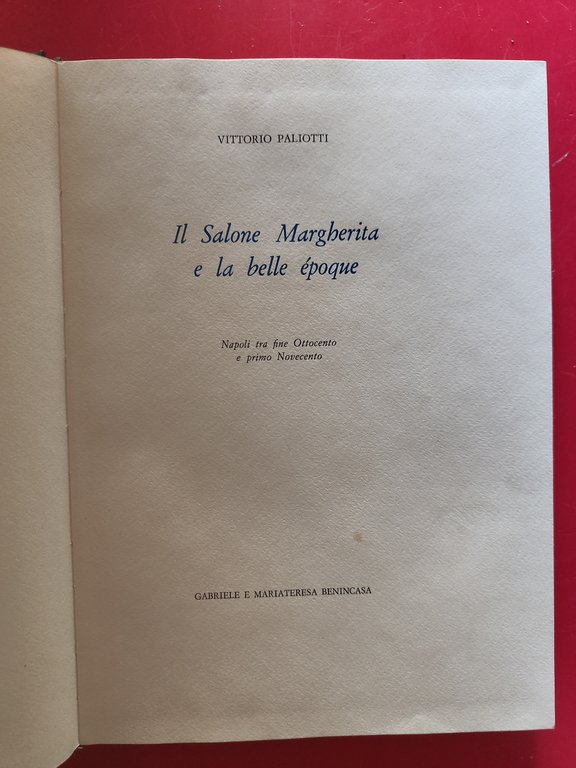 VITTORIO PALIOTTI
Il Salone Margherita
e la belle époque
Napoli tra fine Ottocento
e primo Novecento
GABRIELE E MARIATERESA BENINCASA